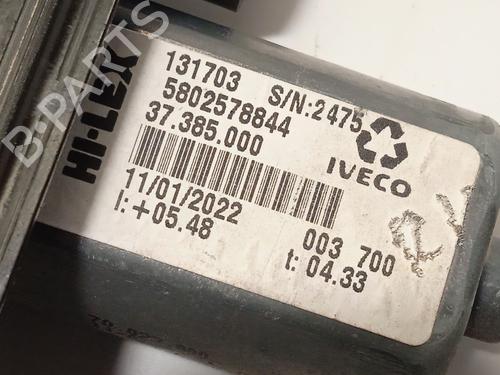 B-PARTS
HI-LEX
131703 S/N:2475
5802578844
37.385.000
IVECO
11/01/2022
I:+05.48
003 700
t: 04.33